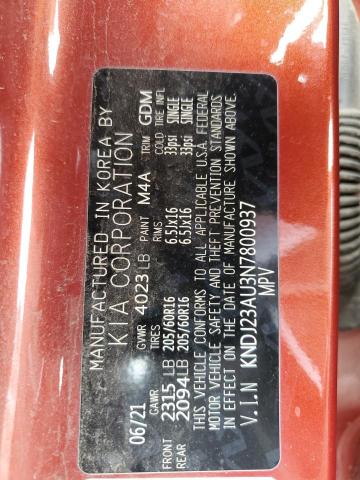 MANUFACTURED IN KOREA BY
KIA CORPORATION
06/21 GVWR 4023 LB PAINT M4A TRIM GDM
GAWR TIRES RIMS COLD TIRE INFL
FRONT 2315 LB 205/60R16 6.5Jx16 33psi SINGLE
REAR 2094 LB 205/60R16 6.5Jx16 33psi SINGLE
THIS VEHICLE CONFORMS TO ALL APPLICABLE U.S.A. FEDERAL
MOTOR VEHICLE SAFETY AND THEFT PREVENTION STANDARDS
IN EFFECT ON THE DATE OF MANUFACTURE SHOWN ABOVE.
V.I.N KNDJ23AU3N7800937
MPV